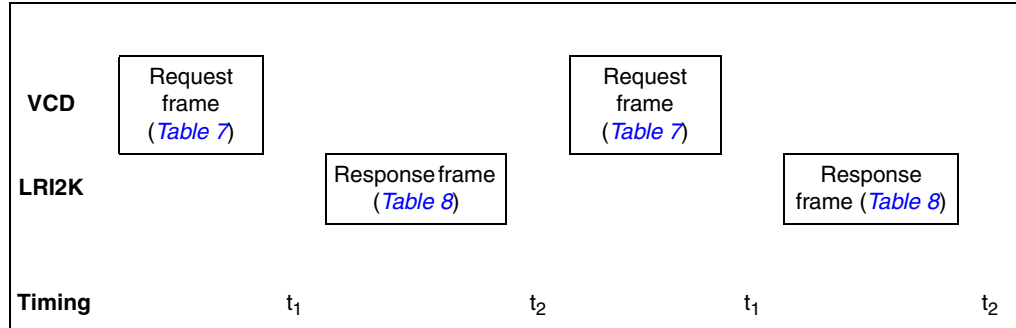 VCD
Request
frame
(Table 7)
Request
frame
(Table 7)
LRI2K
Response frame
(Table 8)
Response
frame (Table 8)
Timing t1 t2 t1 t2